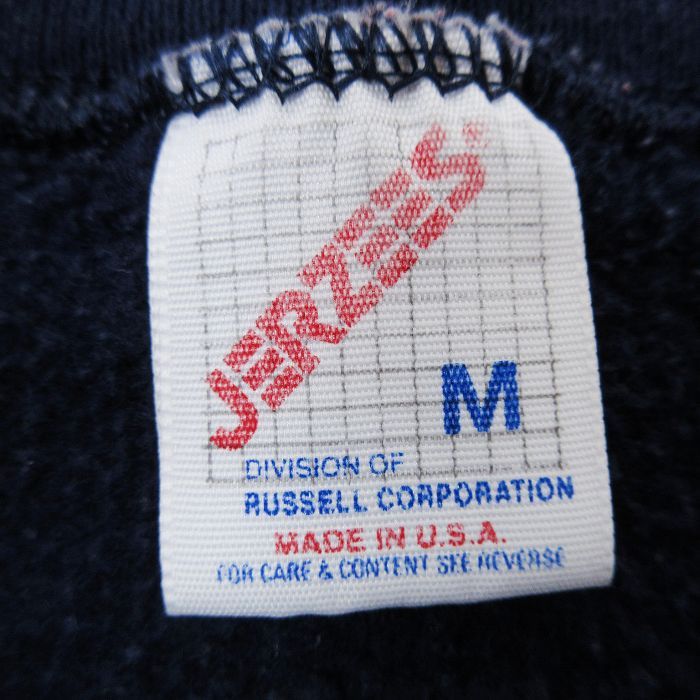 JERZEES®
M
DIVISION OF
RUSSELL CORPORATION
MADE IN U.S.A.
FOR CARE & CONTENT SEE REVERSE